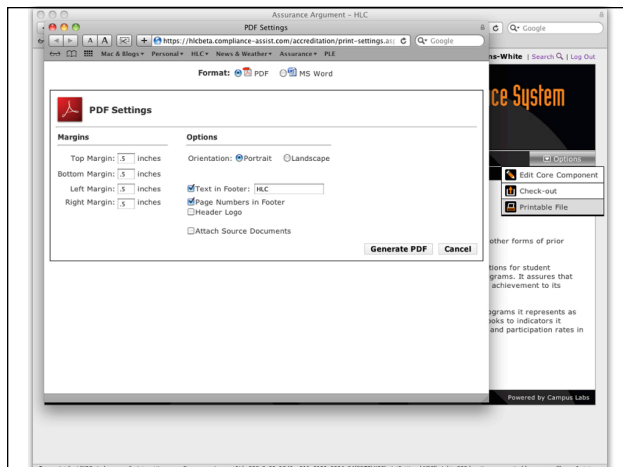 Assurance Argument – HLC
PDF Settings
A A + https://hlcbeta.compliance-assist.com/accreditation/print-settings.as Q Google
Q Google
Mac & Blogs Personal HLC News & Weather Assurance PLE
Format: PDF MS Word
ns-White | Search | Log Out
ce System
PDF Settings
Margins
Options
Top Margin: .5 inches
Orientation: Portrait Landscape
Bottom Margin: .5 inches
Left Margin: .5 inches
Text in Footer: HLC
Right Margin: .5 inches
Page Numbers in Footer
Header Logo
Attach Source Documents
Generate PDF Cancel
Options
Edit Core Component
Check-out
Printable File
other forms of prior
tions for student
grams. It assures that
achievement to its
ograms it represents as
ooks to indicators it
and participation rates in
Powered by Campus Labs